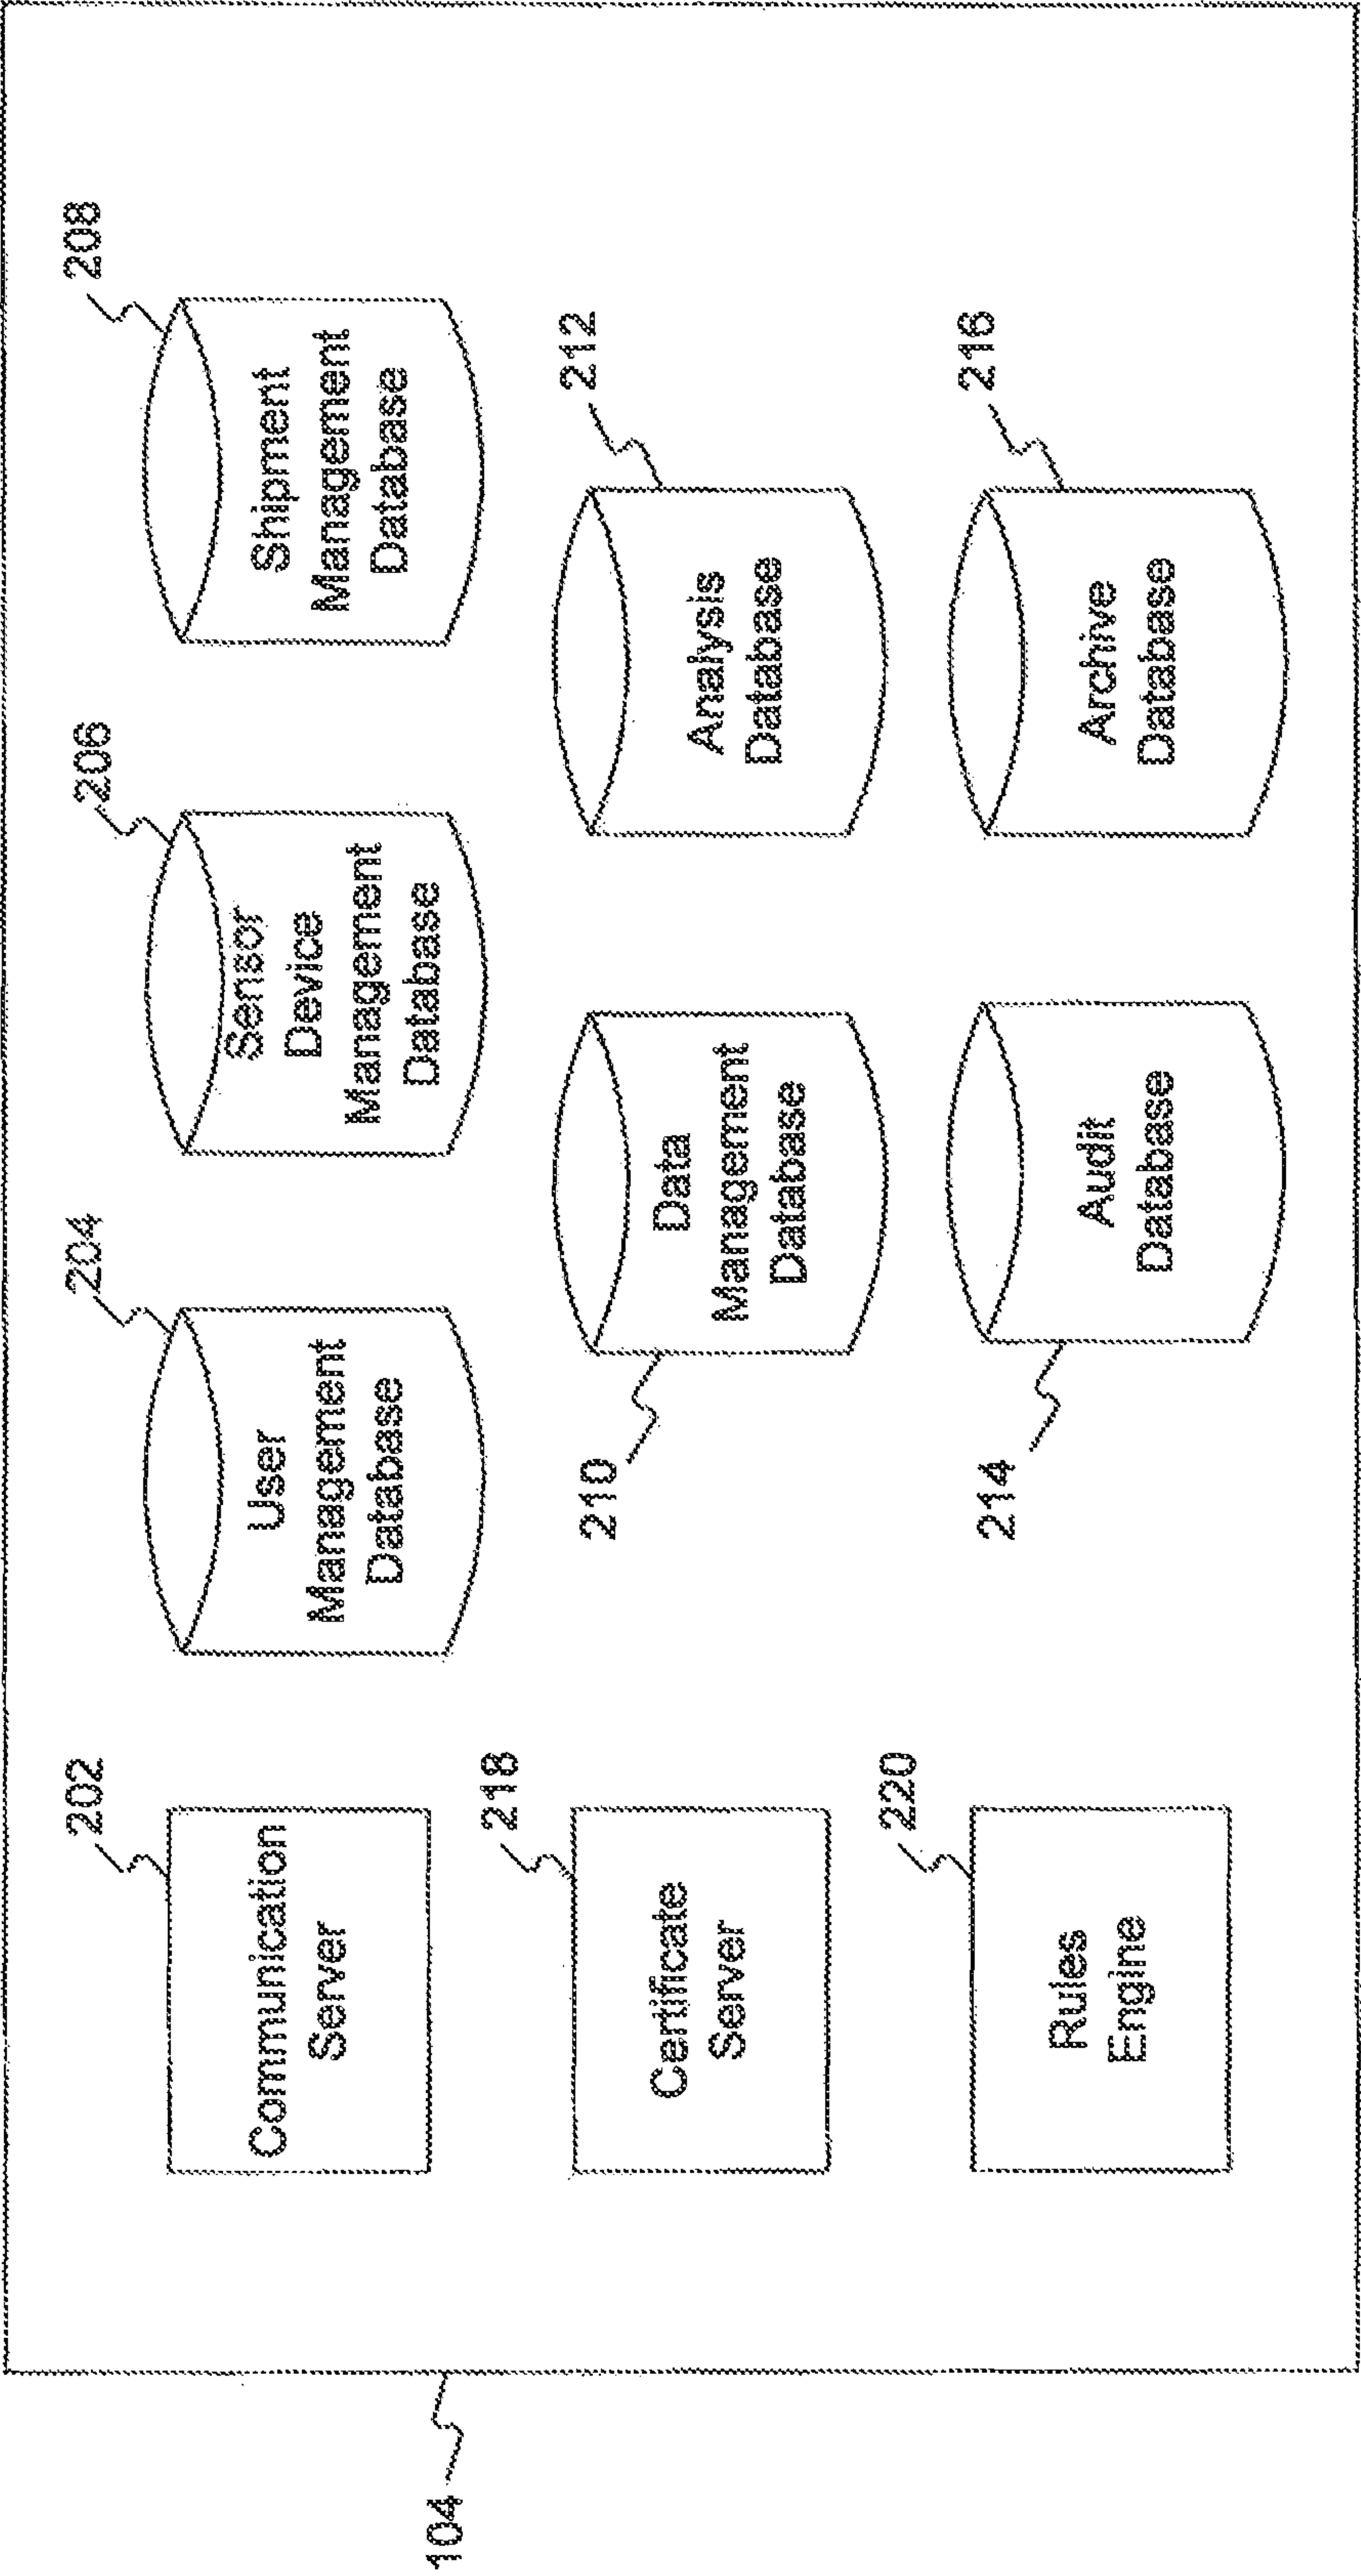 202
Communication
Server
204
User
Management
Database
206
Sensor
Device
Management
Database
208
Shipment
Management
Database
218
Certificate
Server
210
Data
Management
Database
212
Analysis
Database
220
Rules
Engine
214
Audit
Database
216
Archive
Database
104